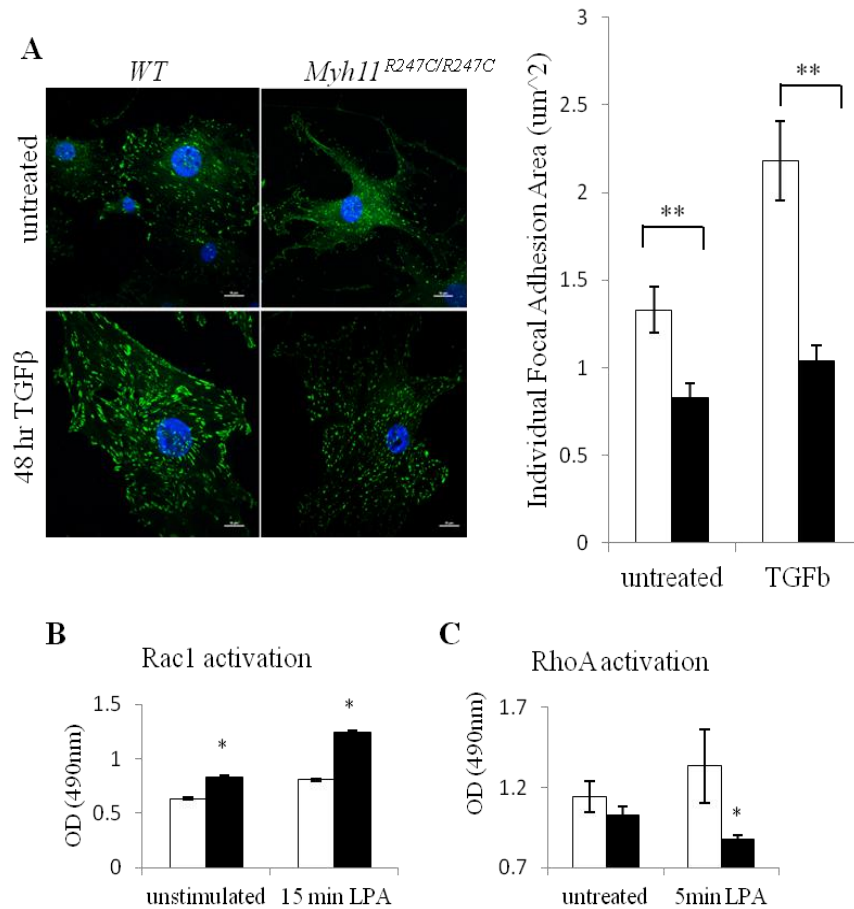 A
WT
Myh11 R247C/R247C
untreated
48 hr TGFβ
Individual Focal Adhesion Area (um^2)
3
2.5
2
1.5
1
0.5
0
**
**
untreated
TGFb
B
Rac1 activation
OD (490nm)
1.5
1
0.5
0
*
*
unstimulated
15 min LPA
C
RhoA activation
OD (490nm)
1.7
1.2
0.7
*
untreated
5min LPA